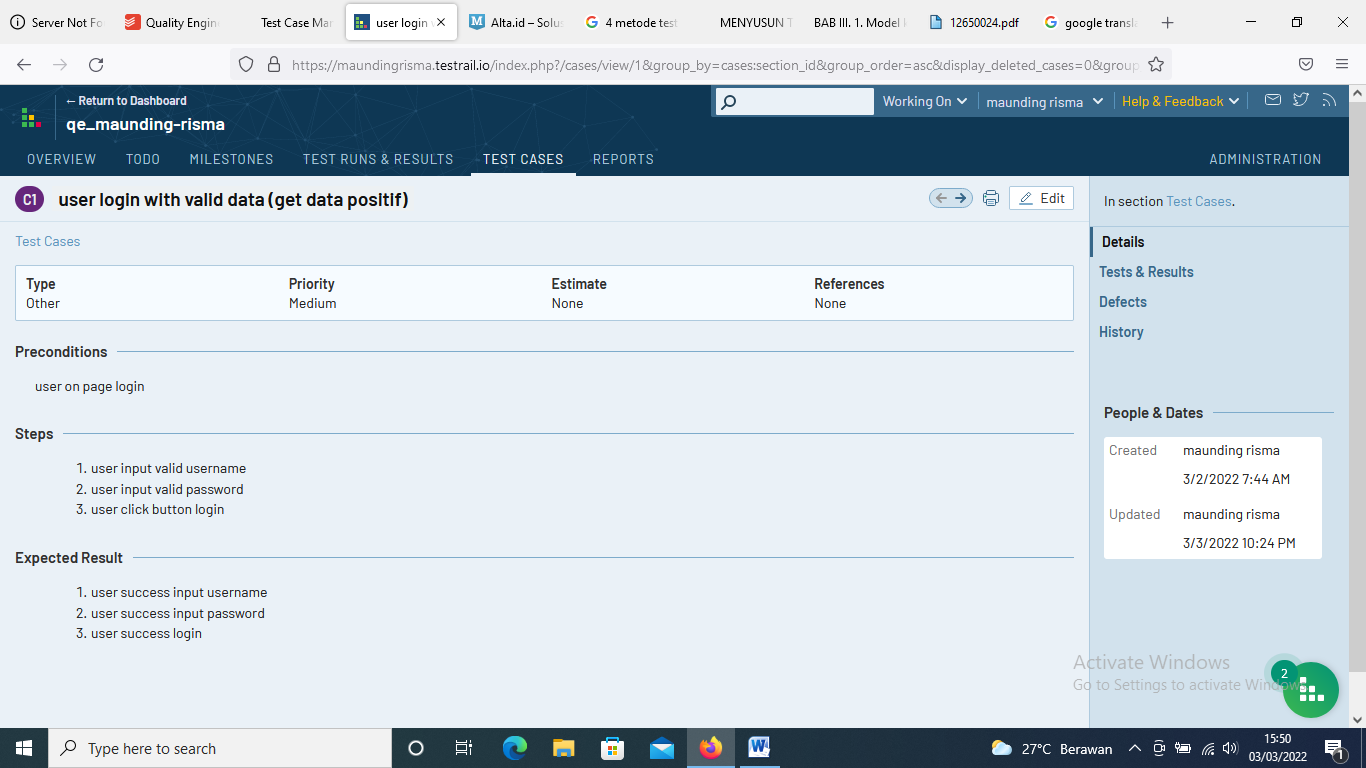 Server Not Fo
Quality Engine
Test Case Man
user login
Alta.id – Solus
4 metode test
MENYUSUN T
BAB III. 1. Model
12650024.pdf
google transla
https://maundingrisma.testrail.io/index.php?/cases/view/1&group_by=cases:section_id&group_order=asc&display_deleted_cases=0&group
← Return to Dashboard
qe_maunding-risma
Working On
maunding risma
Help & Feedback
OVERVIEW
TODO
MILESTONES
TEST RUNS & RESULTS
TEST CASES
REPORTS
ADMINISTRATION
C1
user login with valid data (get data positif)
Edit
Test Cases
Type
Priority
Estimate
References
Other
Medium
None
None
Preconditions
user on page login
Steps
1. user input valid username
2. user input valid password
3. user click button login
Expected Result
1. user success input username
2. user success input password
3. user success login
In section Test Cases.
Details
Tests & Results
Defects
History
People & Dates
Created
maunding risma
3/2/2022 7:44 AM
Updated
maunding risma
3/3/2022 10:24 PM
Activate Windows
Go to Settings to activate Windows.
2
Type here to search
27°C Berawan
15:50
03/03/2022
1